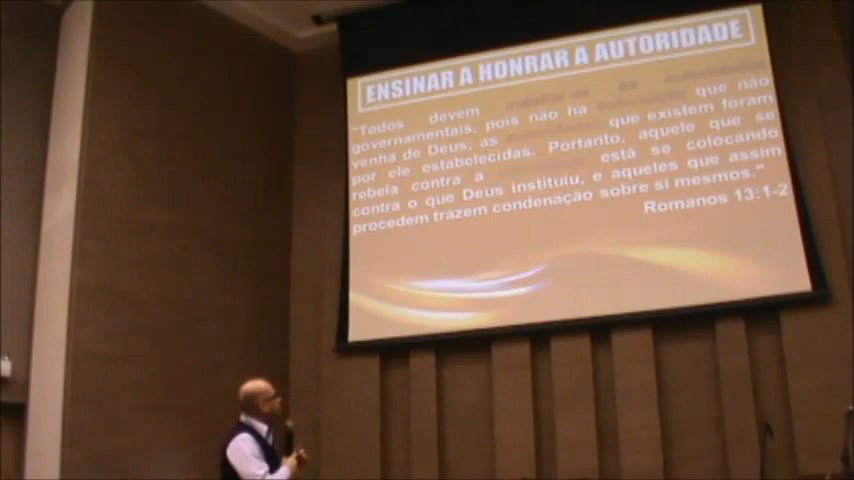 ENSINAR A HONRAR A AUTORIDADE
"Todos devem
governamentais, pois não há que não
venha de Deus; as que existem foram
por ele estabelecidas. Portanto, aquele que se
rebela contra a está se colocando
contra o que Deus instituiu, e aqueles que assim
procedem trazem condenação sobre si mesmos."
Romanos 13:1-2